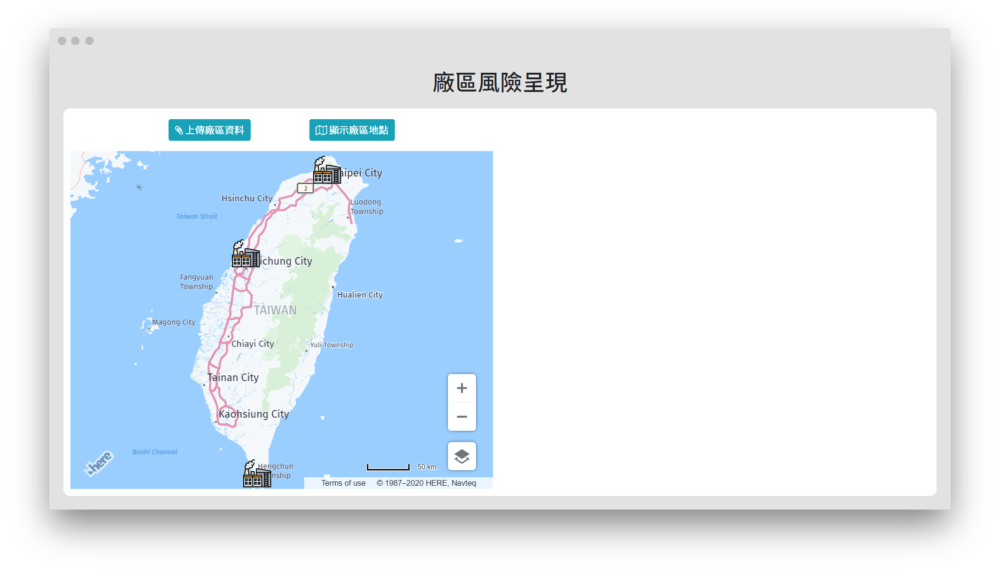 廠區風險呈現
上傳廠區資料
顯示廠區地點
aipei City
2
Hsinchu City
Luodong
Township
Taiwan Strait
ichung City
Fangyuan
Township
Hualien City
TAIWAN
Magong City
Chiayi City
Yuli Township
Tainan City
Kaohsiung City
Bashi Channel
here
Hengchun
nship
50 km
Terms of use
© 1987–2020 HERE, Navteq